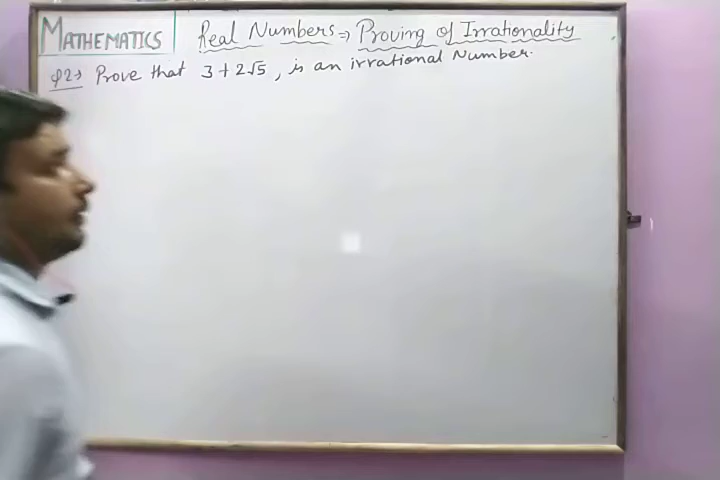 MATHEMATICS Real Numbers ⇒ Proving of Irrationality
Q2→ Prove that 3+2√5, is an irrational Number.